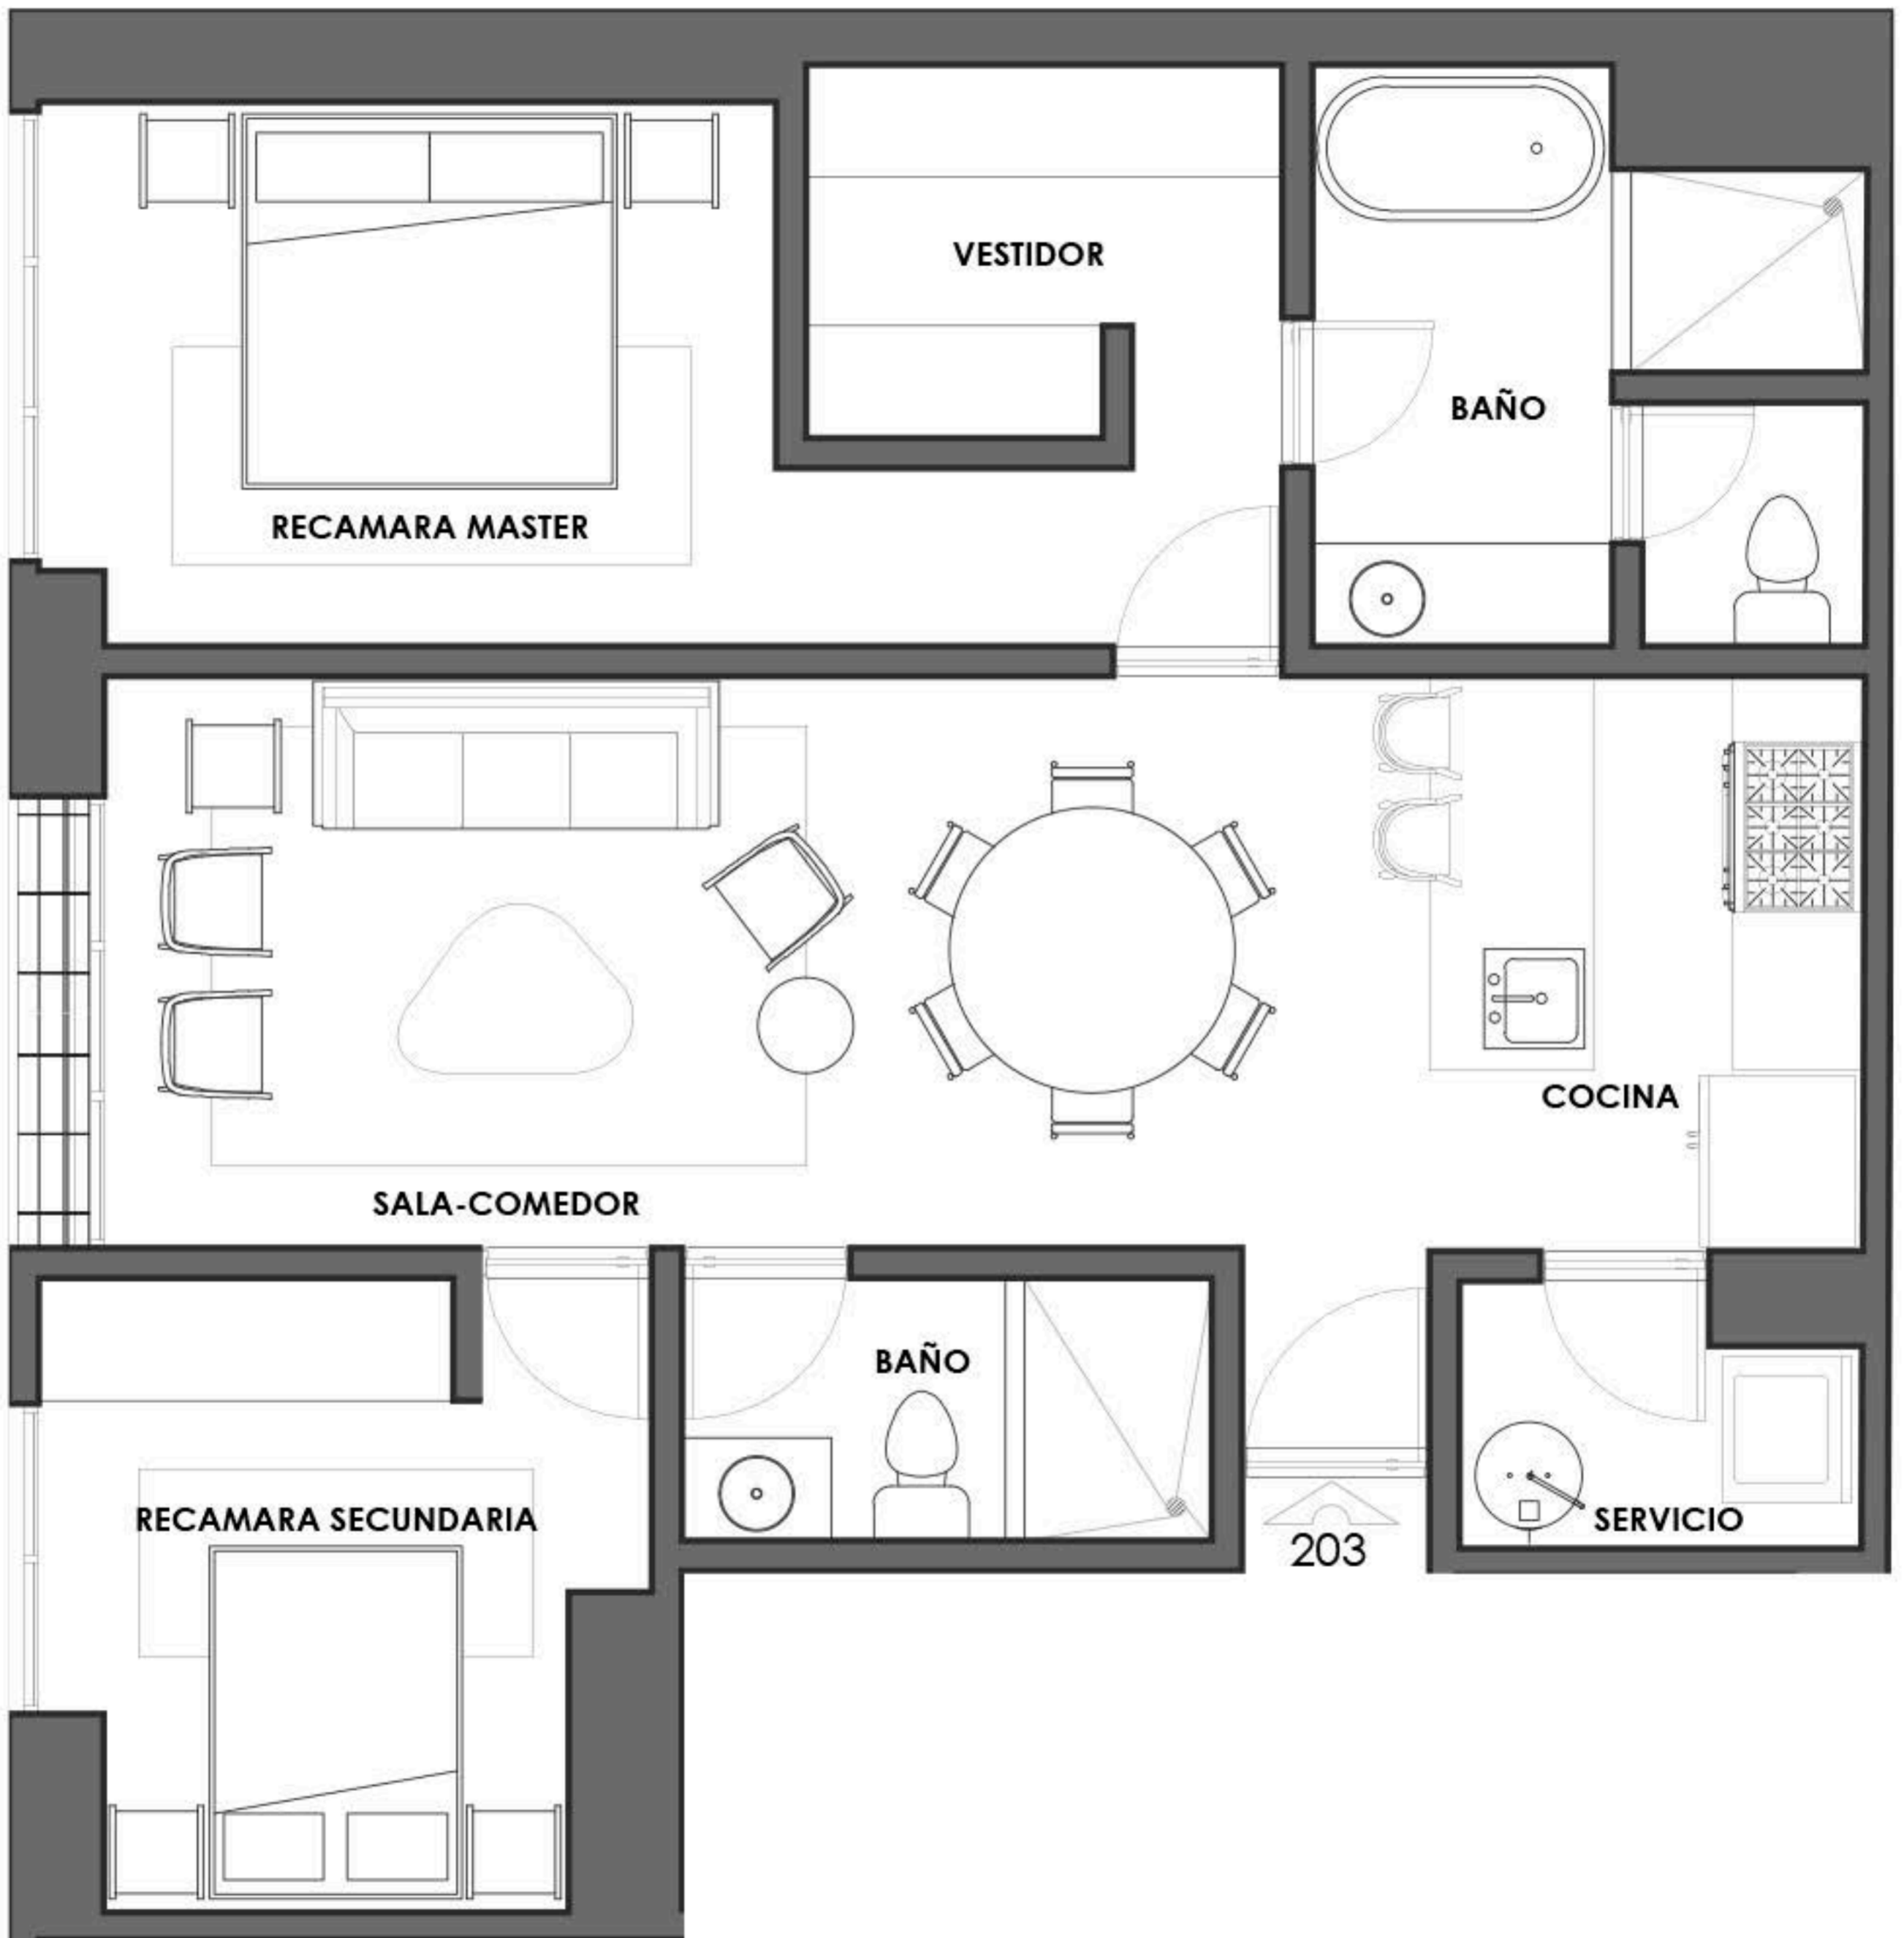 VESTIDOR
BAÑO
RECAMARA MASTER
COCINA
SALA-COMEDOR
BAÑO
RECAMARA SECUNDARIA
SERVICIO
203